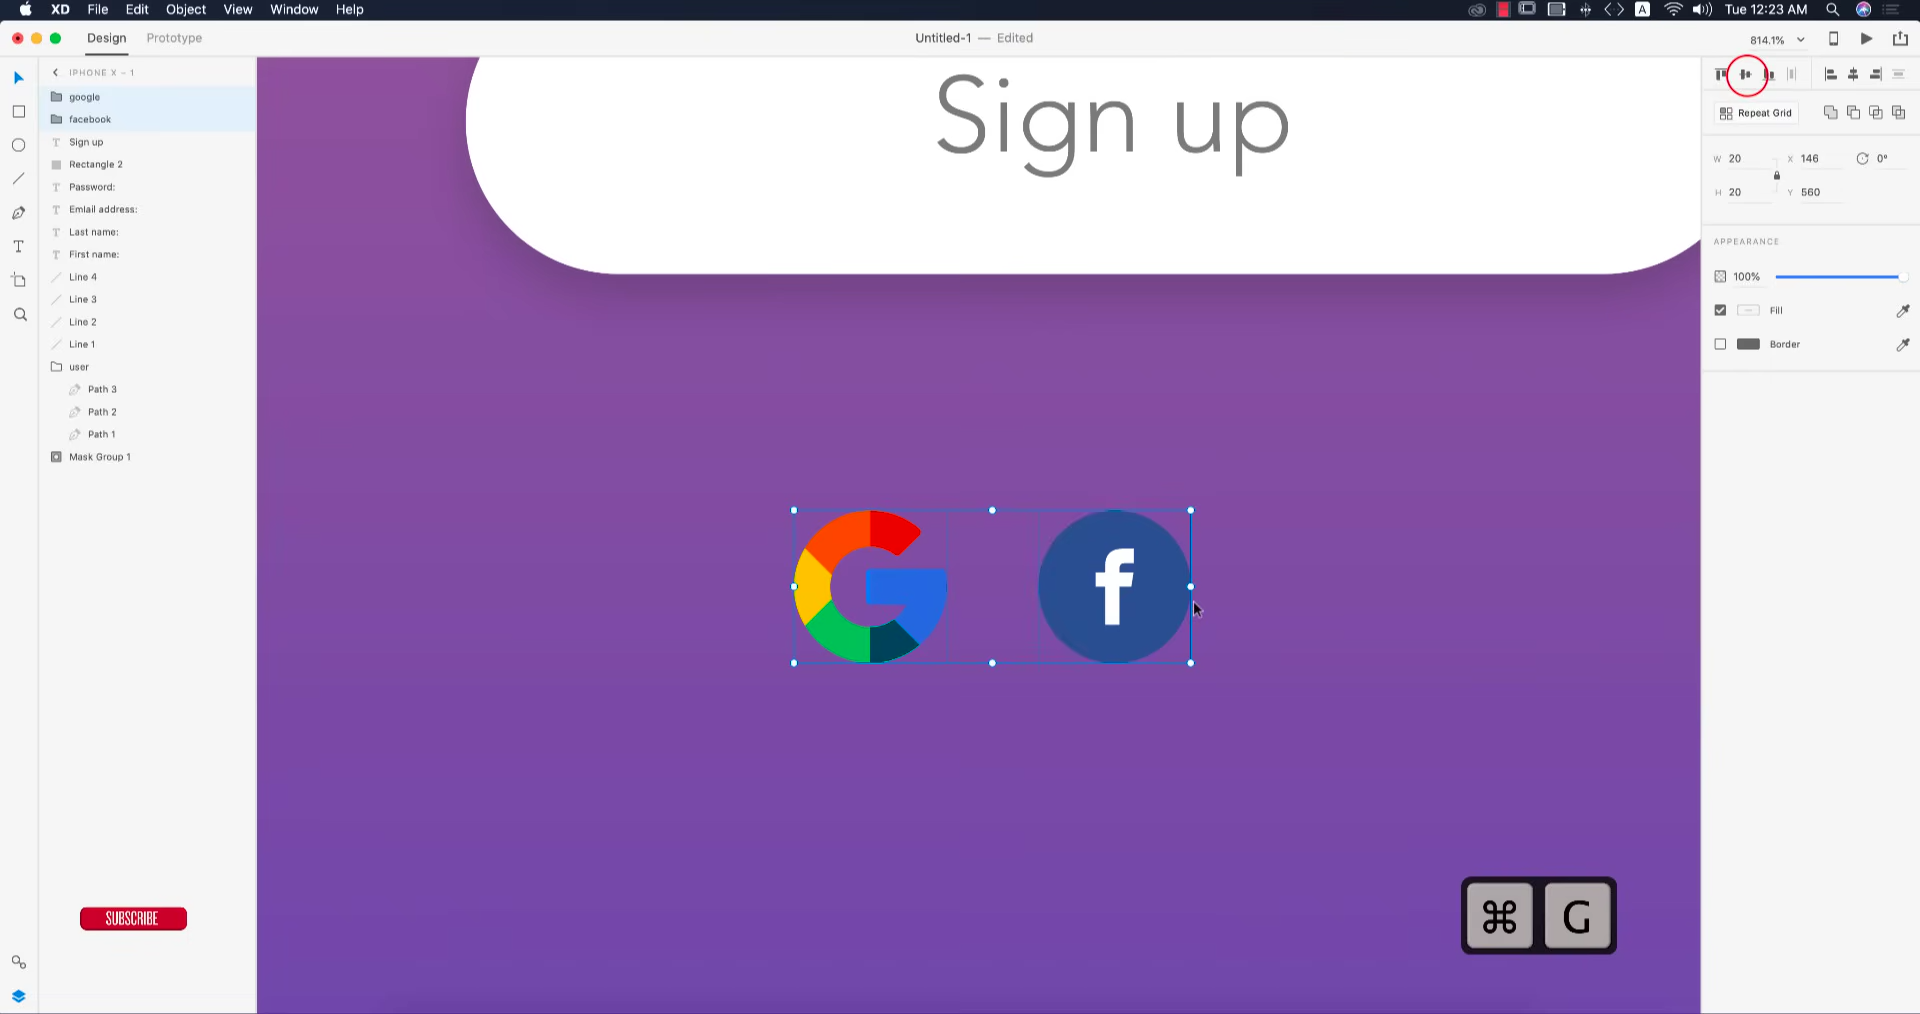 XD File Edit Object View Window Help
A Tue 12:23 AM
Design Prototype
Untitled-1 — Edited
814.1%
IPHONE X – 1
google
facebook
Sign up
Rectangle 2
Password:
Emlail address:
Last name:
First name:
Line 4
Line 3
Line 2
Line 1
user
Path 3
Path 2
Path 1
Mask Group 1
SUBSCRIBE
Sign up
f
⌘ G
Repeat Grid
W 20 X 146 0°
H 20 Y 560
APPEARANCE
100%
Fill
Border